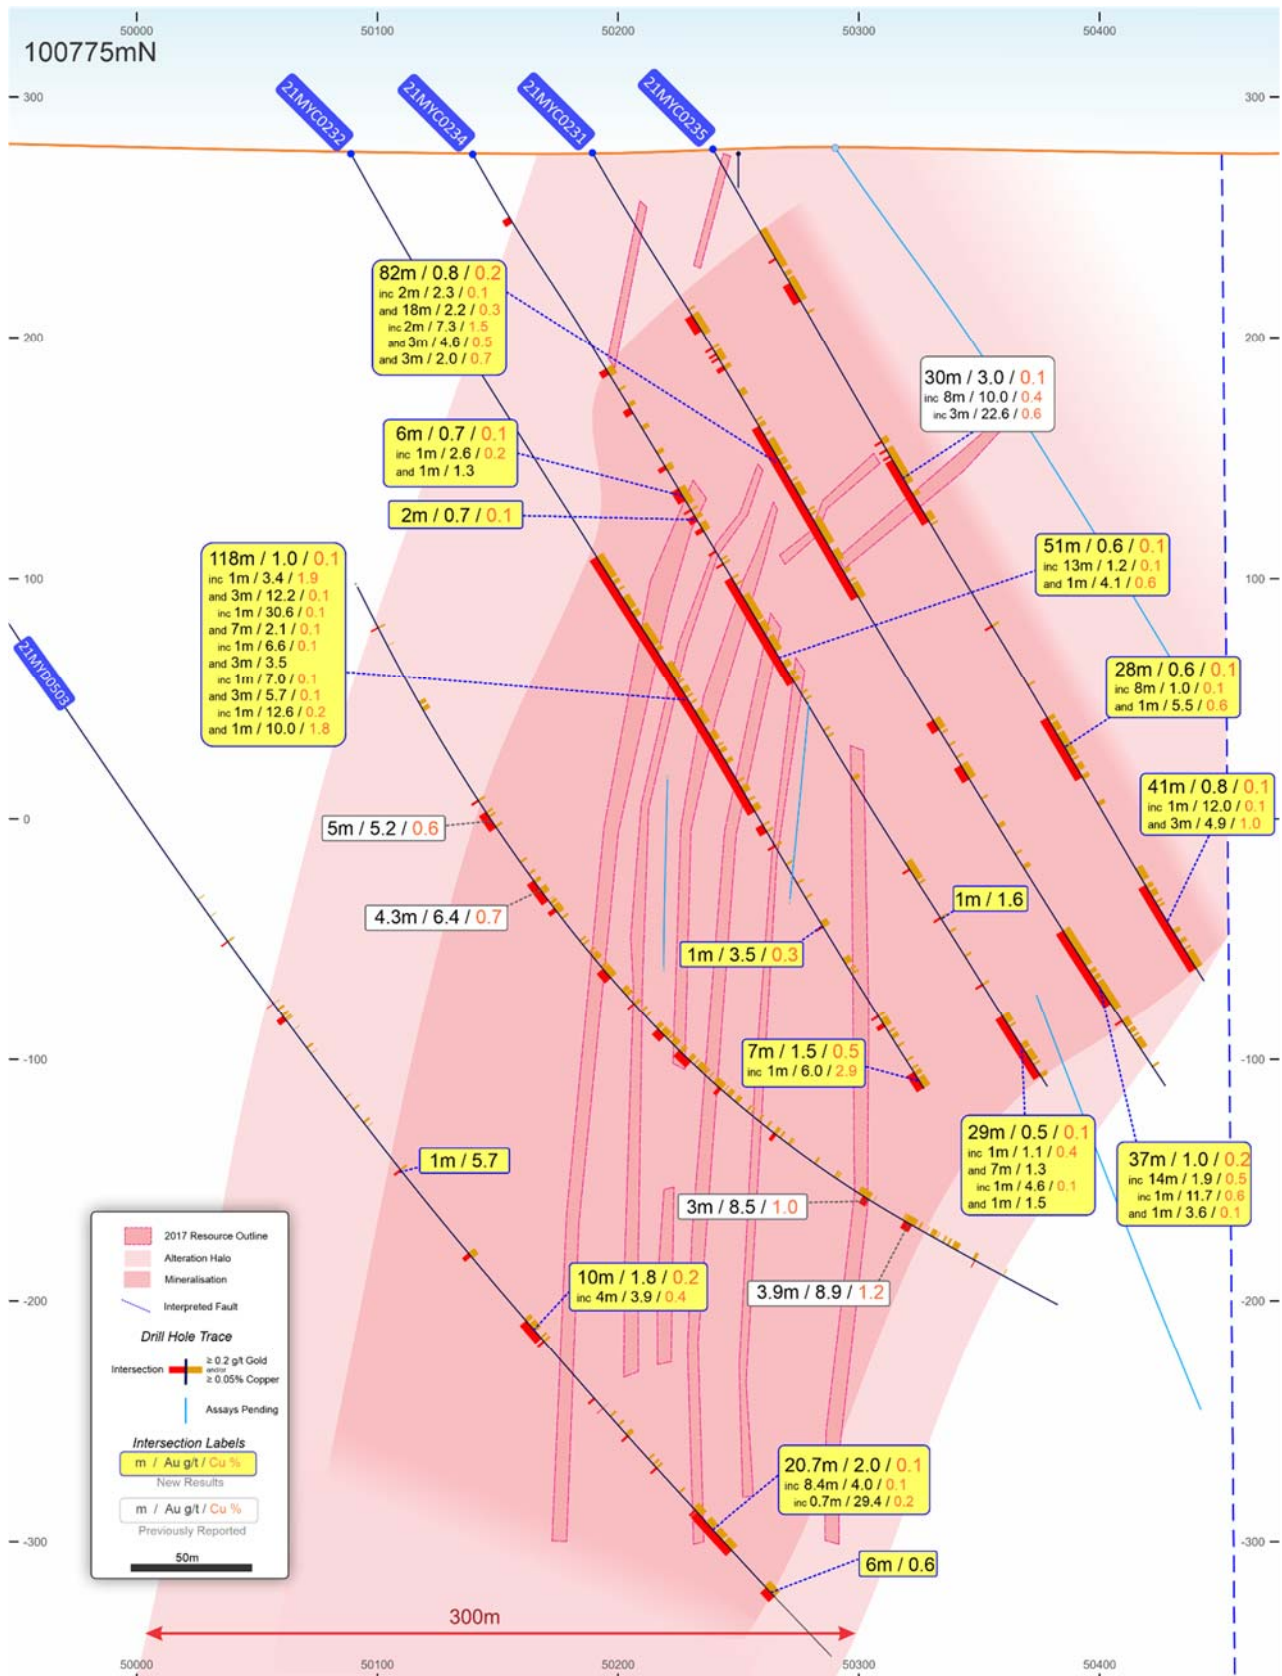 50000
50100
50200
50300
50400
100775mN
300
300
21MYC0232
21MYC0234
21MYC0231
21MYC0235
82m / 0.8 / 0.2
inc 2m / 2.3 / 0.1
and 18m / 2.2 / 0.3
inc 2m / 7.3 / 1.5
and 3m / 4.6 / 0.5
and 3m / 2.0 / 0.7
200
200
30m / 3.0 / 0.1
inc 8m / 10.0 / 0.4
inc 3m / 22.6 / 0.6
6m / 0.7 / 0.1
inc 1m / 2.6 / 0.2
and 1m / 1.3
2m / 0.7 / 0.1
118m / 1.0 / 0.1
inc 1m / 3.4 / 1.9
and 3m / 12.2 / 0.1
inc 1m / 30.6 / 0.1
and 7m / 2.1 / 0.1
inc 1m / 6.6 / 0.1
and 3m / 3.5
inc 1m / 7.0 / 0.1
and 3m / 5.7 / 0.1
inc 1m / 12.6 / 0.2
and 1m / 10.0 / 1.8
51m / 0.6 / 0.1
inc 13m / 1.2 / 0.1
and 1m / 4.1 / 0.6
100
100
21MYD0503
28m / 0.6 / 0.1
inc 8m / 1.0 / 0.1
and 1m / 5.5 / 0.6
41m / 0.8 / 0.1
inc 1m / 12.0 / 0.1
and 3m / 4.9 / 1.0
0
0
5m / 5.2 / 0.6
4.3m / 6.4 / 0.7
1m / 1.6
1m / 3.5 / 0.3
-100
-100
7m / 1.5 / 0.5
inc 1m / 6.0 / 2.9
29m / 0.5 / 0.1
inc 1m / 1.1 / 0.4
and 7m / 1.3
inc 1m / 4.6 / 0.1
and 1m / 1.5
37m / 1.0 / 0.2
inc 14m / 1.9 / 0.5
inc 1m / 11.7 / 0.6
and 1m / 3.6 / 0.1
1m / 5.7
3m / 8.5 / 1.0
3.9m / 8.9 / 1.2
10m / 1.8 / 0.2
inc 4m / 3.9 / 0.4
-200
-200
2017 Resource Outline
Alteration Halo
Mineralisation
Interpreted Fault
Drill Hole Trace
Intersection
≥ 0.2 g/t Gold
and/or
≥ 0.05% Copper
Assays Pending
Intersection Labels
m / Au g/t / Cu %
New Results
m / Au g/t / Cu %
Previously Reported
50m
20.7m / 2.0 / 0.1
inc 8.4m / 4.0 / 0.1
inc 0.7m / 29.4 / 0.2
-300
-300
6m / 0.6
300m
50000
50100
50200
50300
50400